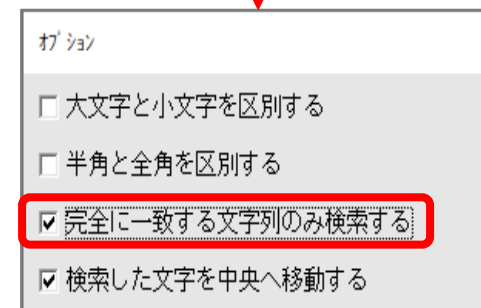 ｵﾌﾟｼｮﾝ
大文字と小文字を区別する
半角と全角を区別する
完全に一致する文字列のみ検索する
検索した文字を中央へ移動する